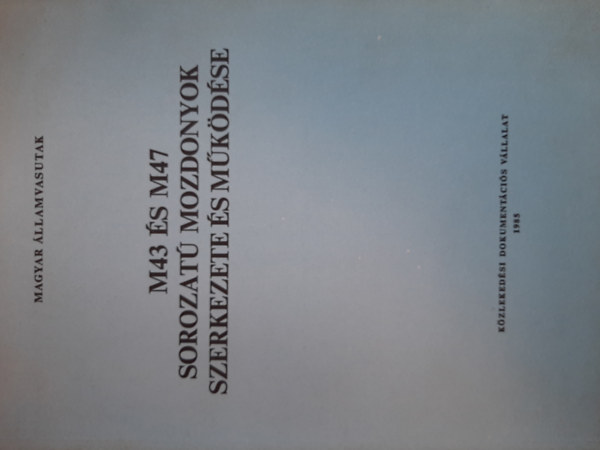 MAGYAR ÁLLAMVASUTAK
M43 ÉS M47
SOROZATÚ MOZDONYOK
SZERKEZETE ÉS MŰKÖDÉSE
KÖZLEKEDÉSI DOKUMENTÁCIÓS VÁLLALAT
1985